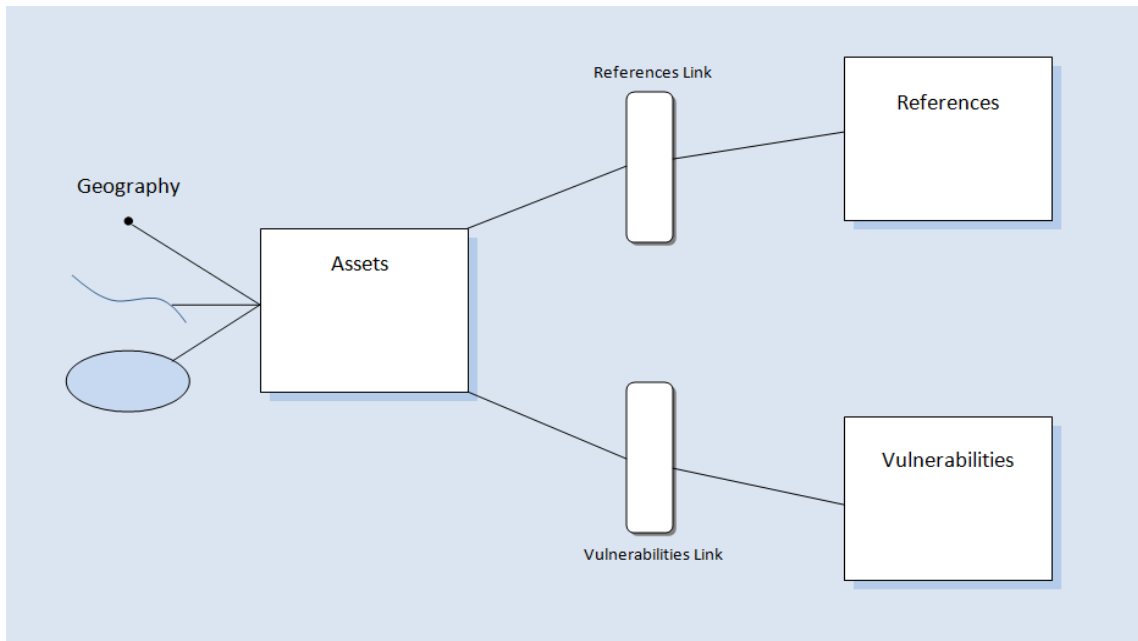 References Link
References
Geography
Assets
Vulnerabilities
Vulnerabilities Link